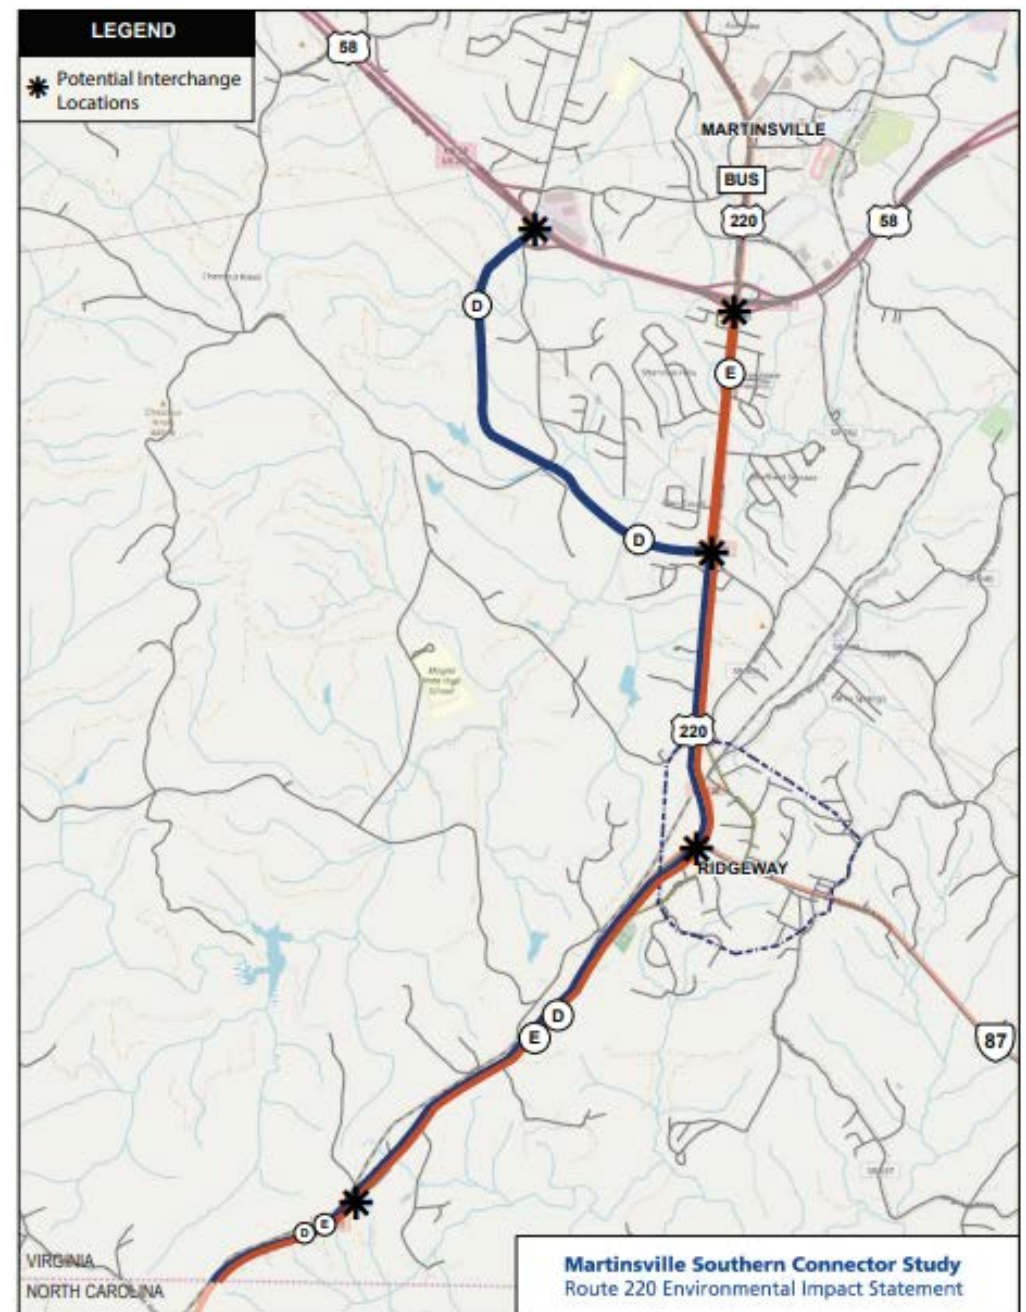 LEGEND
Potential Interchange
Locations
58
MARTINSVILLE
BUS
220
58
D
E
D
220
RIDGEWAY
D
E
87
D
E
VIRGINIA
NORTH CAROLINA
Martinsville Southern Connector Study
Route 220 Environmental Impact Statement